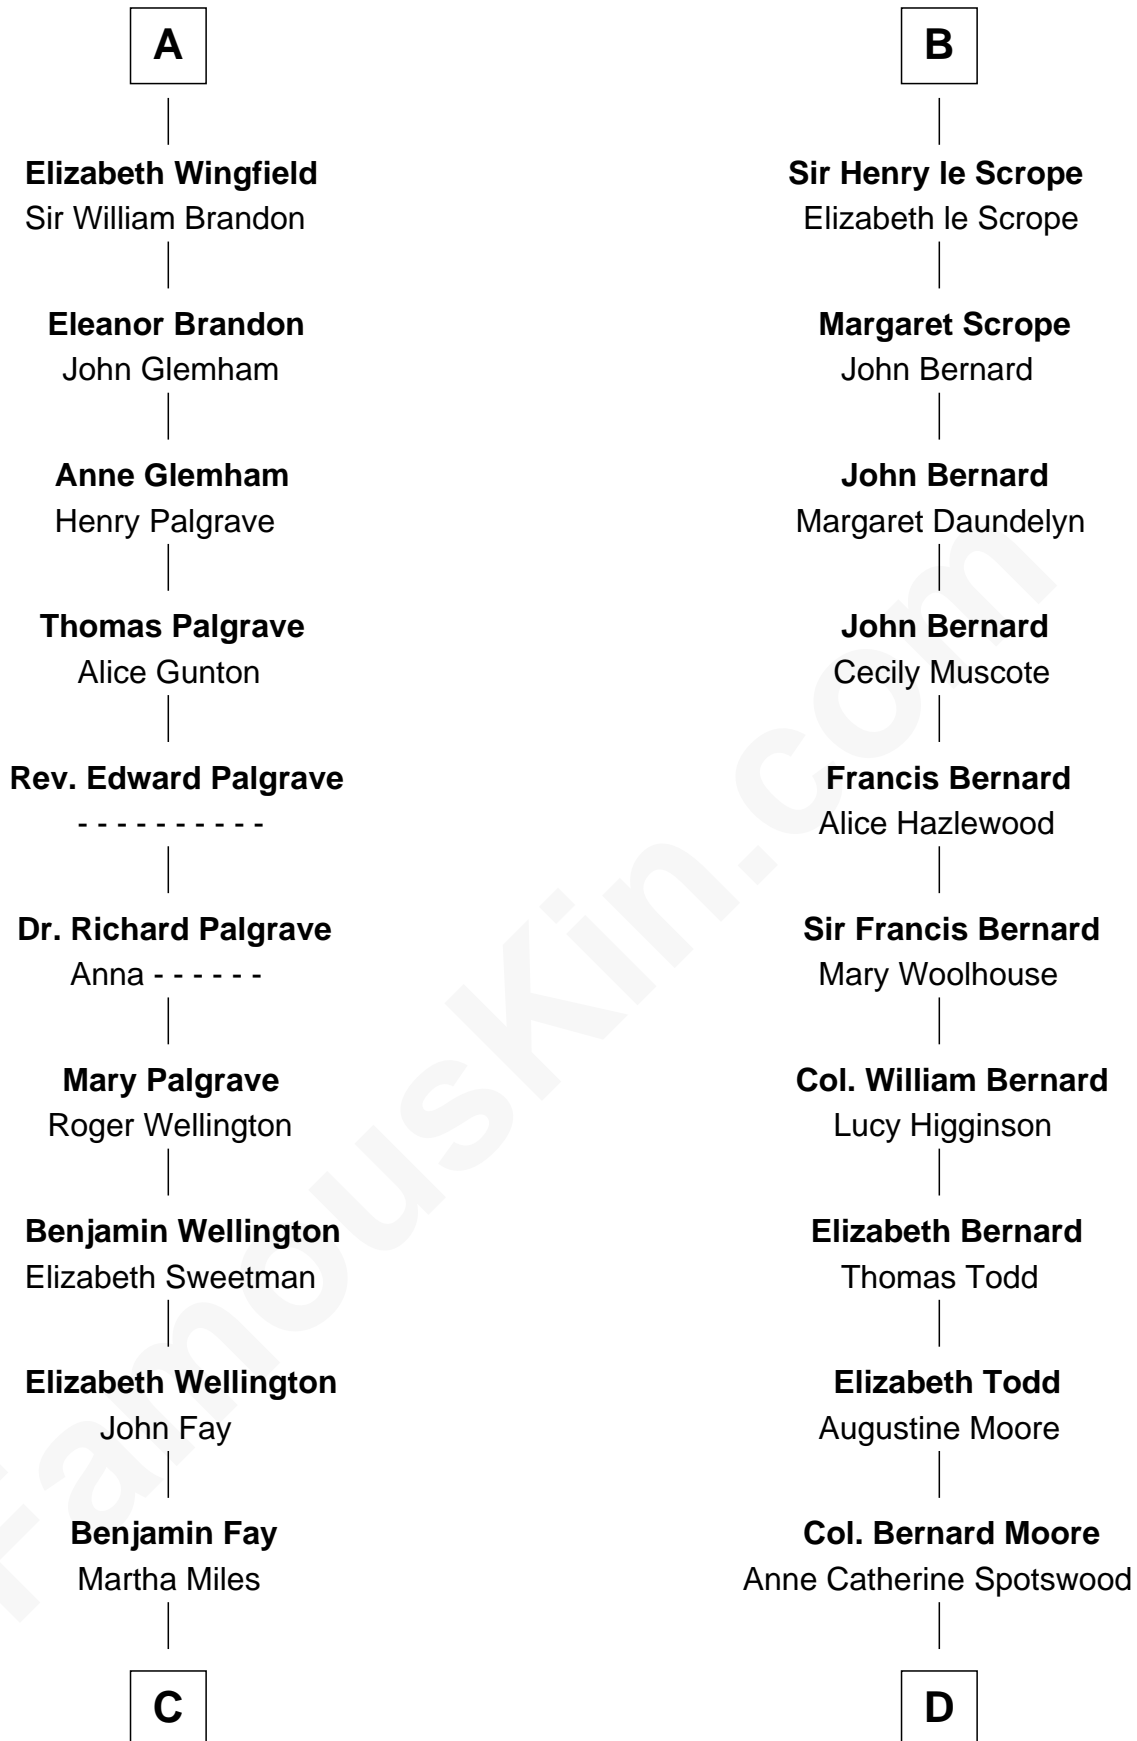 A
Elizabeth Wingfield
Sir William Brandon
Eleanor Brandon
John Glemham
Anne Glemham
Henry Palgrave
Thomas Palgrave
Alice Gunton
Rev. Edward Palgrave
- - - - - - - - - -
Dr. Richard Palgrave
Anna - - - - - -
Mary Palgrave
Roger Wellington
Benjamin Wellington
Elizabeth Sweetman
Elizabeth Wellington
John Fay
Benjamin Fay
Martha Miles
C
B
Sir Henry le Scrope
Elizabeth le Scrope
Margaret Scrope
John Bernard
John Bernard
Margaret Daundelyn
John Bernard
Cecily Muscote
Francis Bernard
Alice Hazlewood
Sir Francis Bernard
Mary Woolhouse
Col. William Bernard
Lucy Higginson
Elizabeth Bernard
Thomas Todd
Elizabeth Todd
Augustine Moore
Col. Bernard Moore
Anne Catherine Spotswood
D
FamousKin.com